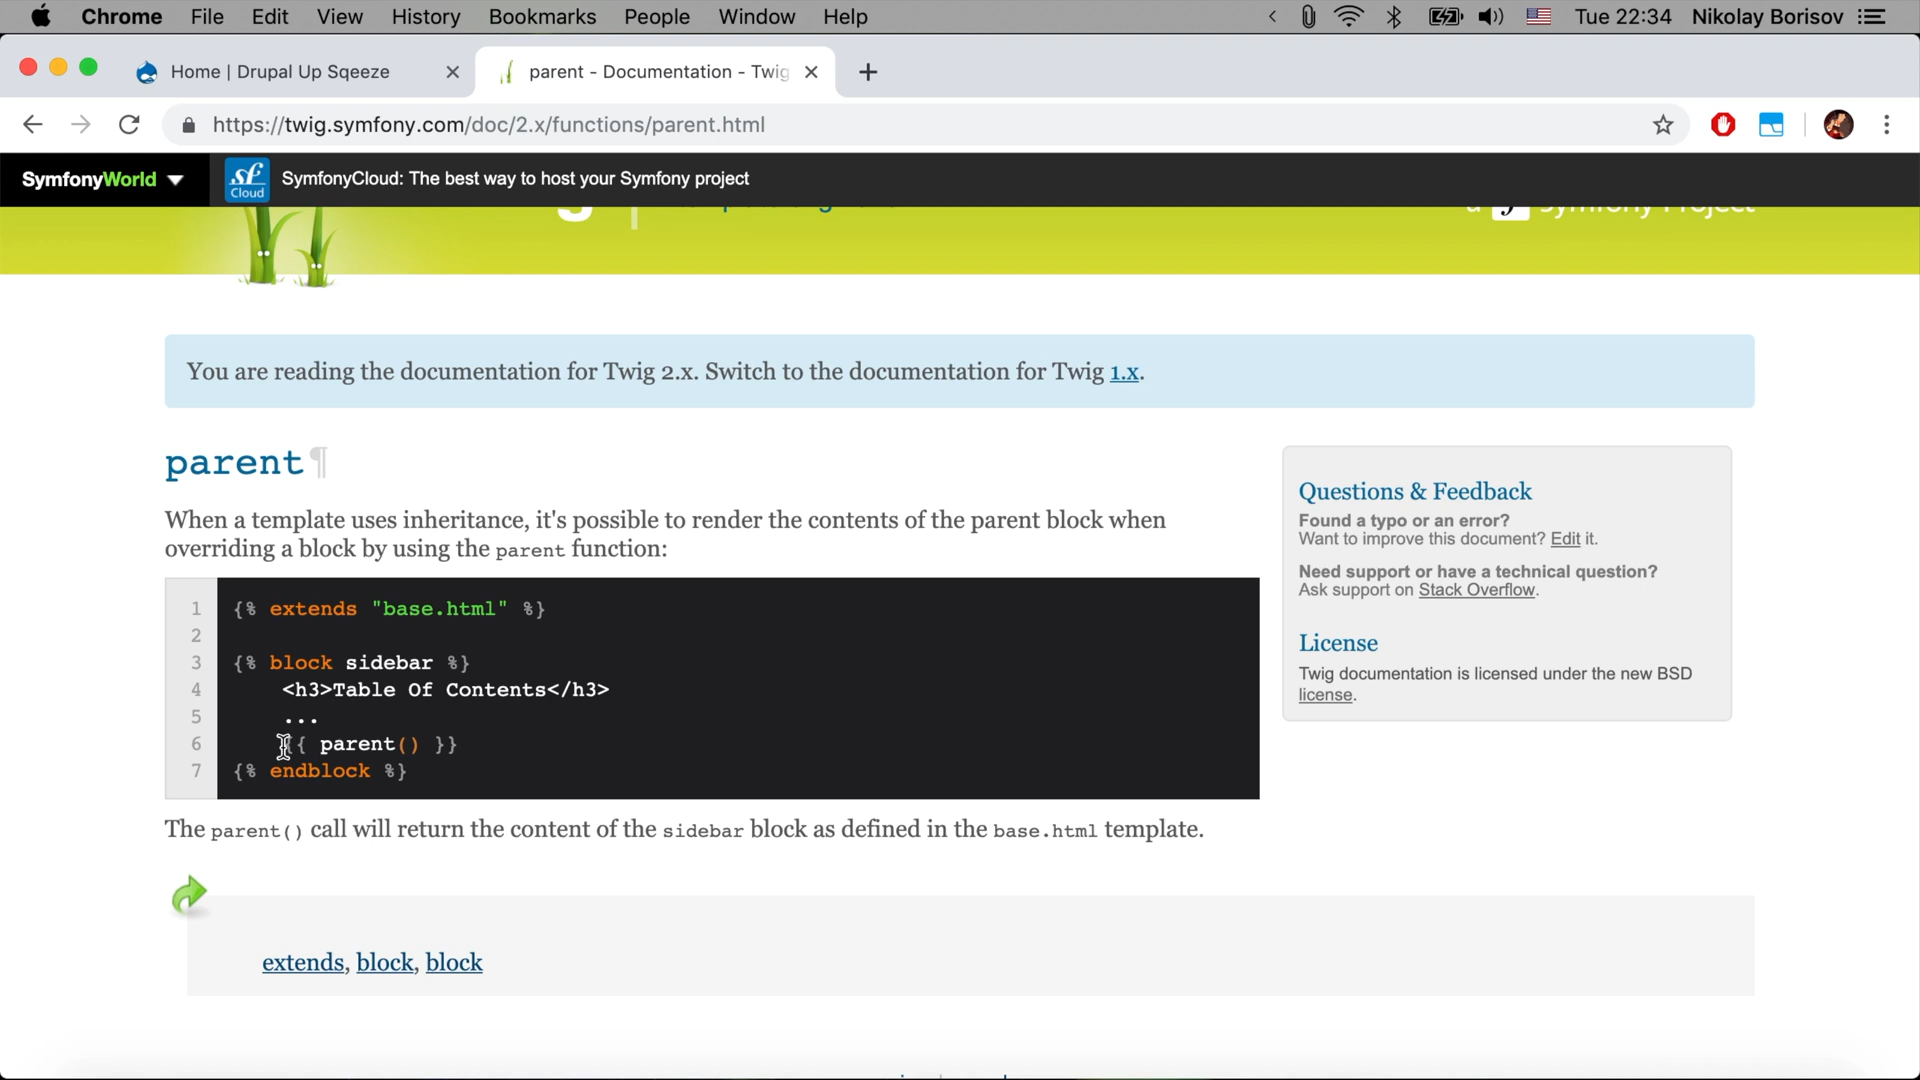 Chrome File Edit View History Bookmarks People Window Help Tue 22:34 Nikolay Borisov
Home | Drupal Up Sqeeze parent - Documentation - Twig
https://twig.symfony.com/doc/2.x/functions/parent.html
SymfonyWorld sf Cloud SymfonyCloud: The best way to host your Symfony project
You are reading the documentation for Twig 2.x. Switch to the documentation for Twig 1.x.
parent¶
When a template uses inheritance, it's possible to render the contents of the parent block when
overriding a block by using the parent function:
1 {% extends "base.html" %}
2
3 {% block sidebar %}
4 <h3>Table Of Contents</h3>
5 ...
6 {{ parent() }}
7 {% endblock %}
The parent() call will return the content of the sidebar block as defined in the base.html template.
extends, block, block
Questions & Feedback
Found a typo or an error?
Want to improve this document? Edit it.
Need support or have a technical question?
Ask support on Stack Overflow.
License
Twig documentation is licensed under the new BSD
license.